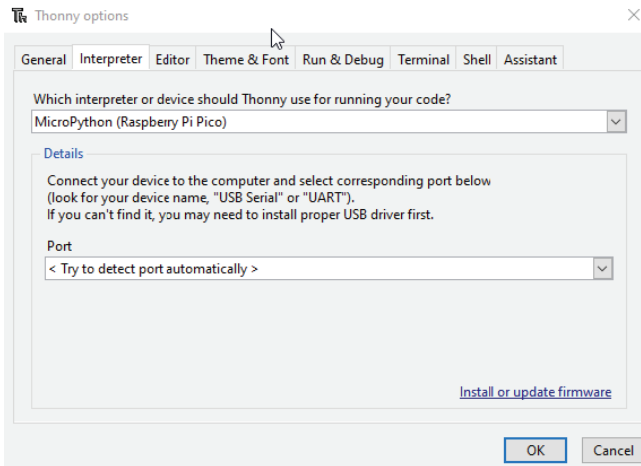 Thonny options
General Interpreter Editor Theme & Font Run & Debug Terminal Shell Assistant
Which interpreter or device should Thonny use for running your code?
MicroPython (Raspberry Pi Pico)
Details
Connect your device to the computer and select corresponding port below
(look for your device name, "USB Serial" or "UART").
If you can't find it, you may need to install proper USB driver first.
Port
< Try to detect port automatically >
Install or update firmware
OK Cancel